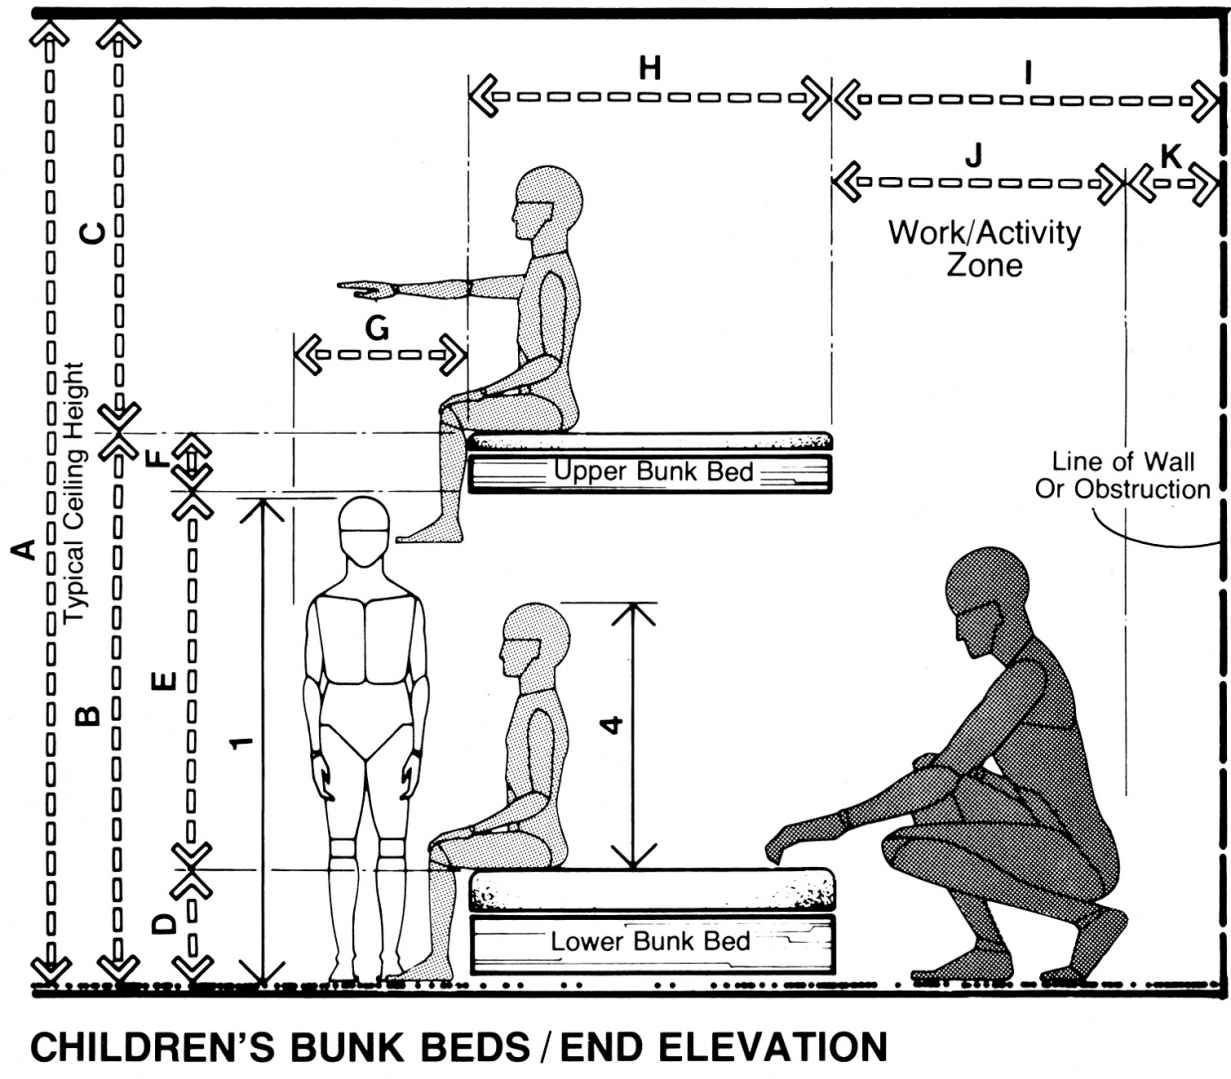 H
I
J
K
Work/Activity
Zone
C
G
A
Typical Ceiling Height
F
Upper Bunk Bed
Line of Wall
Or Obstruction
E
B
1
4
D
Lower Bunk Bed
CHILDREN'S BUNK BEDS / END ELEVATION